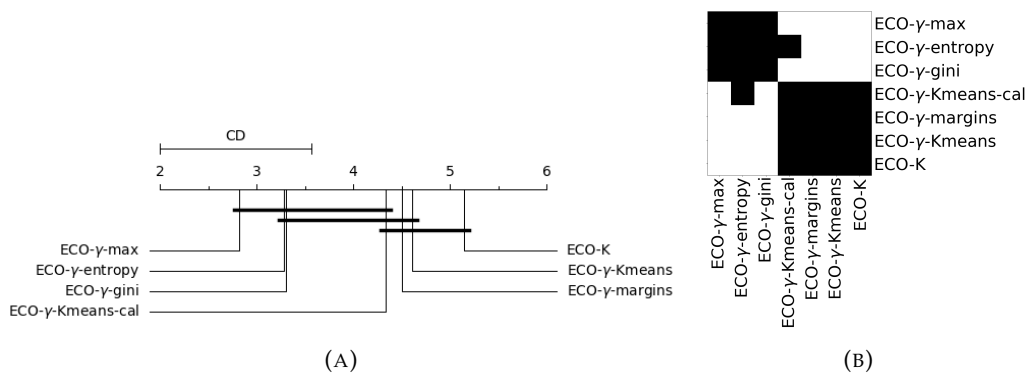 CD
2 3 4 5 6
ECO-γ-max
ECO-γ-entropy
ECO-γ-gini
ECO-γ-Kmeans-cal
ECO-K
ECO-γ-Kmeans
ECO-γ-margins
(A)
ECO-γ-max
ECO-γ-entropy
ECO-γ-gini
ECO-γ-Kmeans-cal
ECO-γ-margins
ECO-γ-Kmeans
ECO-K
ECO-γ-max
ECO-γ-entropy
ECO-γ-gini
ECO-γ-Kmeans-cal
ECO-γ-margins
ECO-γ-Kmeans
ECO-K
(B)